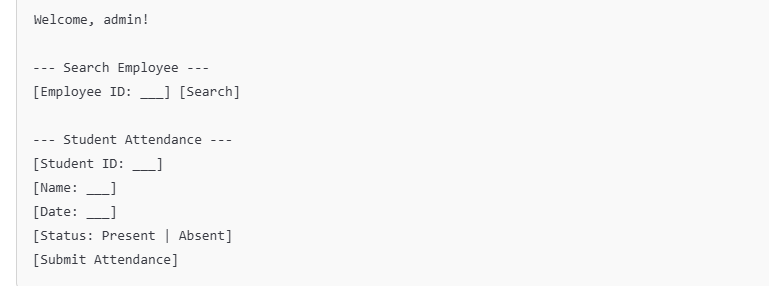 Welcome, admin!
--- Search Employee ---
[Employee ID: ___] [Search]
--- Student Attendance ---
[Student ID: ___]
[Name: ___]
[Date: ___]
[Status: Present | Absent]
[Submit Attendance]